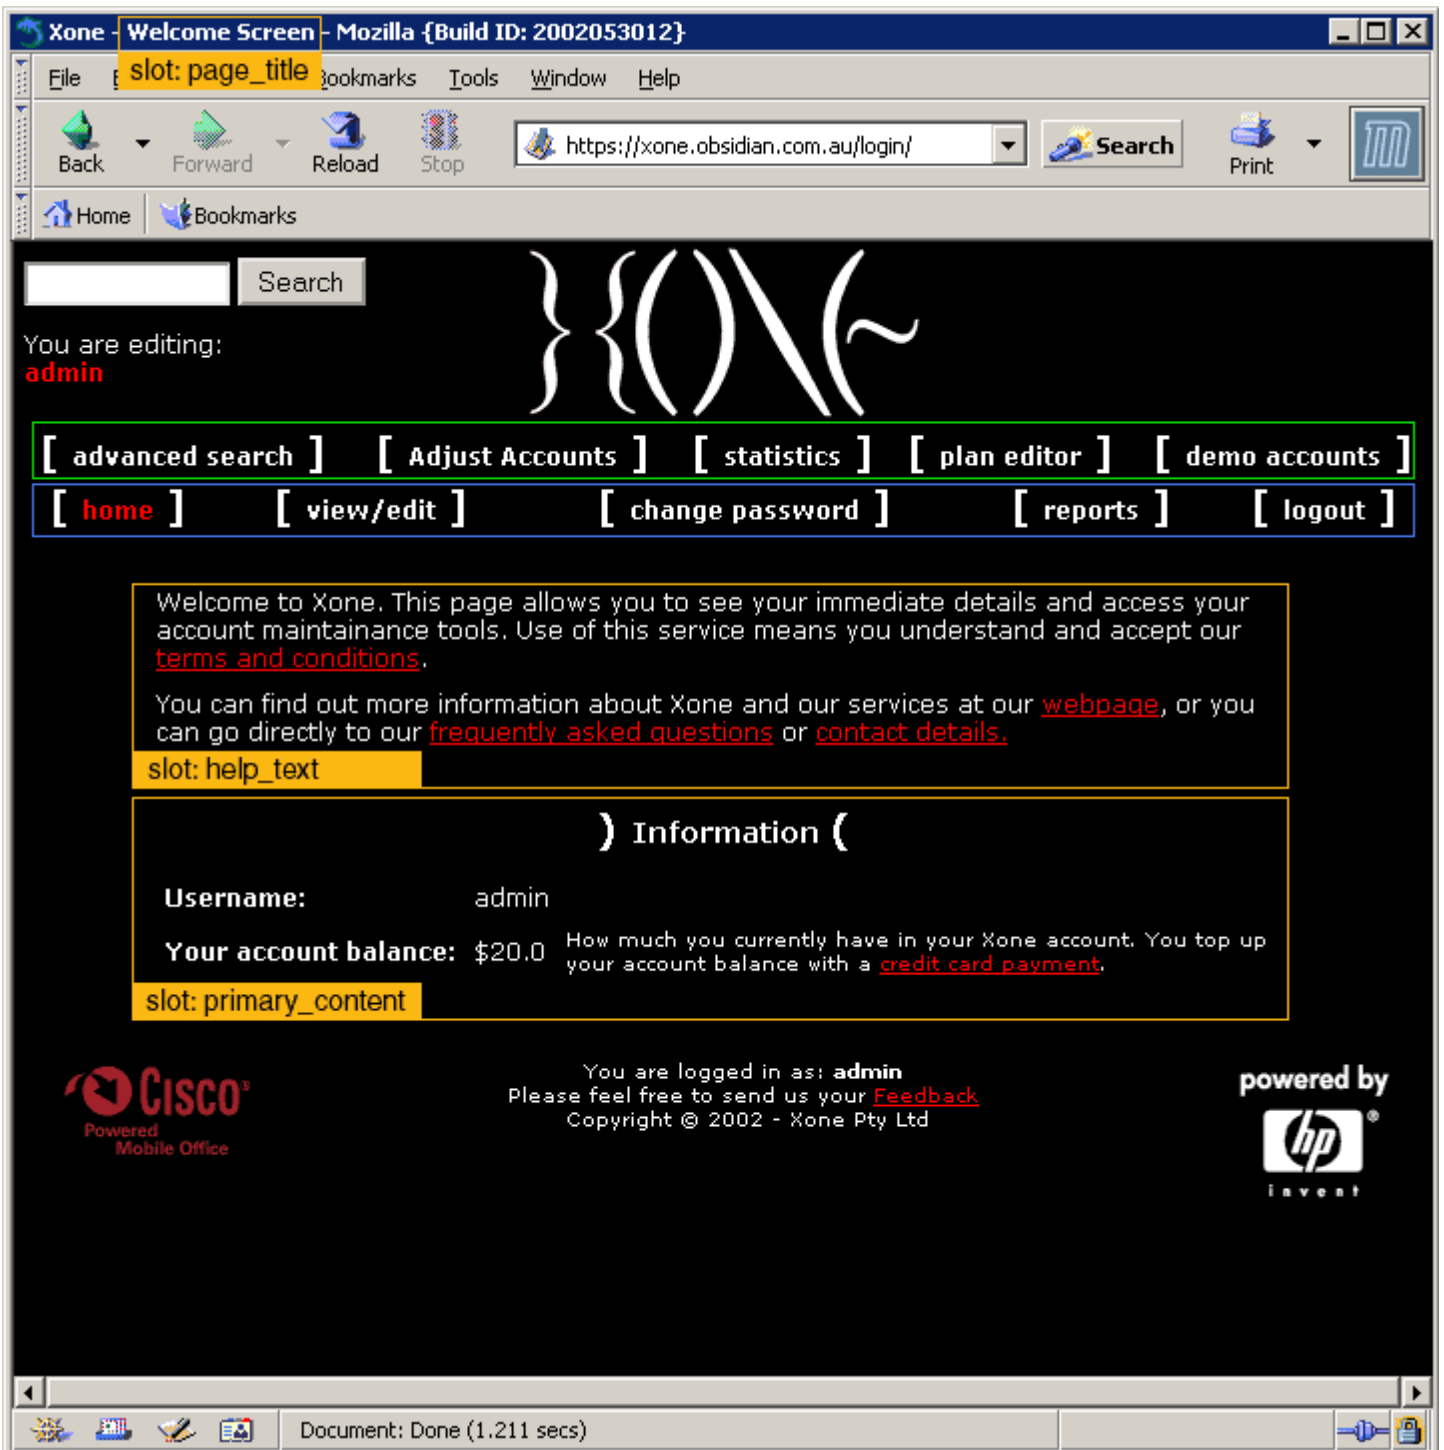 Xone - Welcome Screen - Mozilla {Build ID: 2002053012}
slot: page_title
File Bookmarks Tools Window Help
Back Forward Reload Stop https://xone.obsidian.com.au/login/ Search Print
Home Bookmarks
Search
}{()\(~
You are editing:
admin
[ advanced search ] [ Adjust Accounts ] [ statistics ] [ plan editor ] [ demo accounts ]
[ home ] [ view/edit ] [ change password ] [ reports ] [ logout ]
Welcome to Xone. This page allows you to see your immediate details and access your
account maintainance tools. Use of this service means you understand and accept our
terms and conditions.
You can find out more information about Xone and our services at our webpage, or you
can go directly to our frequently asked questions or contact details.
slot: help_text
) Information (
Username: admin
Your account balance: $20.0 How much you currently have in your Xone account. You top up
your account balance with a credit card payment.
slot: primary_content
CISCO®
Powered
Mobile Office
You are logged in as: admin
Please feel free to send us your Feedback
Copyright © 2002 - Xone Pty Ltd
powered by
hp®
invent
Document: Done (1.211 secs)